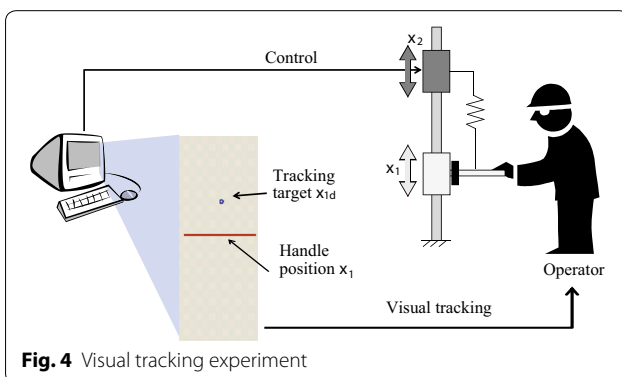 x2
Control
x1
Tracking
target x1d
Handle
position x1
Operator
Visual tracking
Fig. 4 Visual tracking experiment